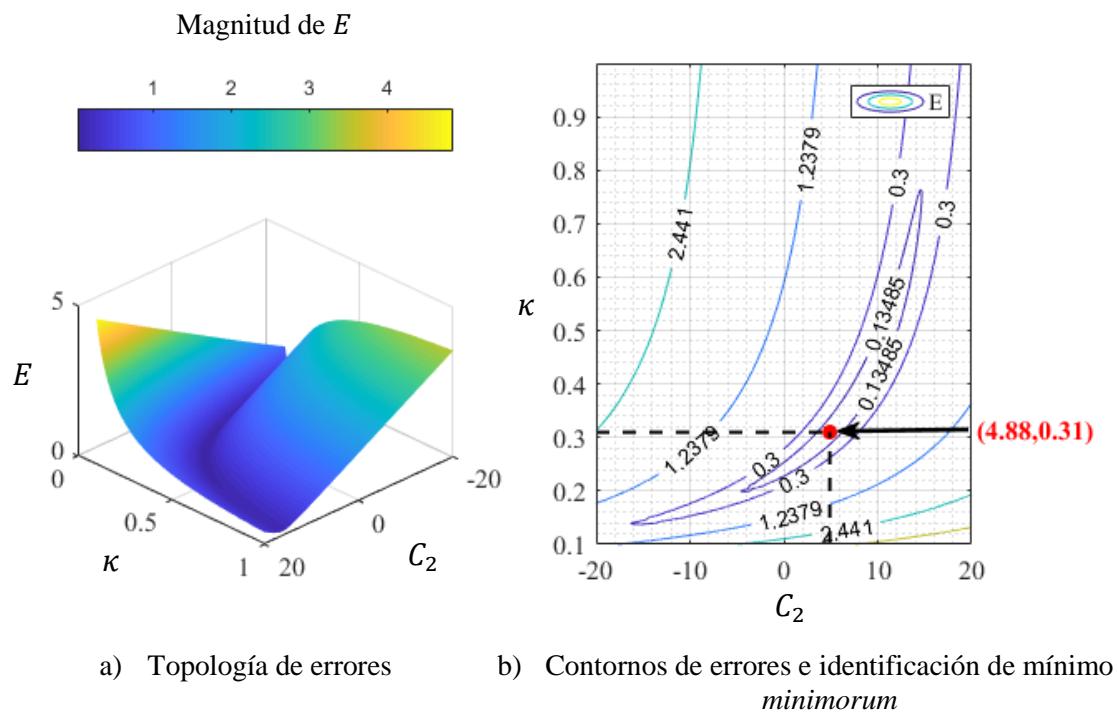 Magnitud de E
1 2 3 4
5
E
0
0
0.5
κ
1
20
0
C₂
-20
E
0.9
0.8
0.7
0.6
κ
0.5
0.4
0.3
0.2
0.1
-20 -10 0 10 20
C₂
2.441
1.2379
0.3
0.3
0.13485
0.13485
1.2379
0.3
0.3
1.2379
2.441
(4.88,0.31)
a) Topología de errores
b) Contornos de errores e identificación de mínimo
minimorum